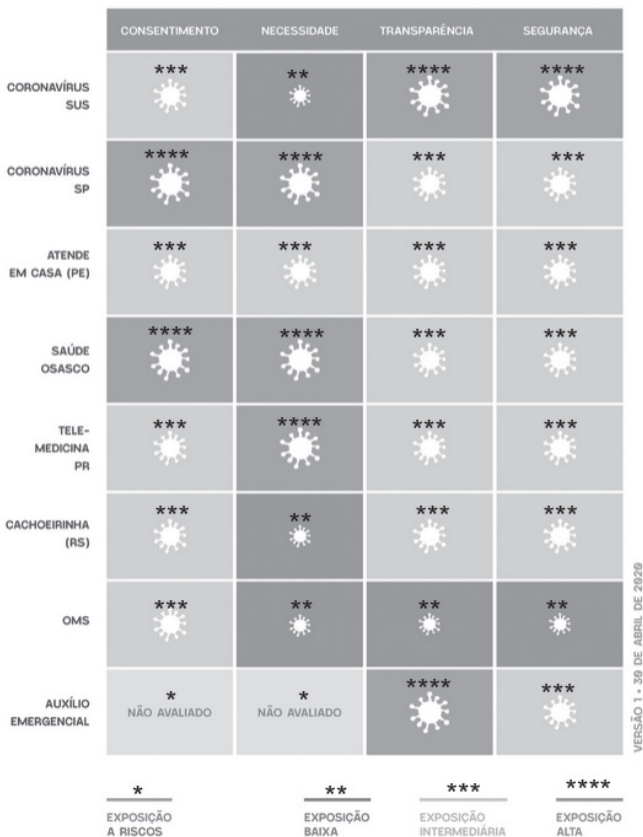 CONSENTIMENTO NECESSIDADE TRANSPARÊNCIA SEGURANÇA
*** ** **** ****
CORONAVÍRUS
SUS
**** **** *** ***
CORONAVÍRUS
SP
*** *** *** ***
ATENDE
EM CASA (PE)
**** **** *** ***
SAÚDE
OSASCO
*** **** *** ***
TELE-
MEDICINA
PR
*** ** *** ***
CACHOEIRINHA
(RS)
*** ** ** **
OMS
* * **** ***
AUXÍLIO
EMERGENCIAL
NÃO AVALIADO NÃO AVALIADO
VERSÃO 1 • 30 DE ABRIL DE 2020
* ** *** ****
EXPOSIÇÃO
A RISCOS
EXPOSIÇÃO
BAIXA
EXPOSIÇÃO
INTERMEDIÁRIA
EXPOSIÇÃO
ALTA